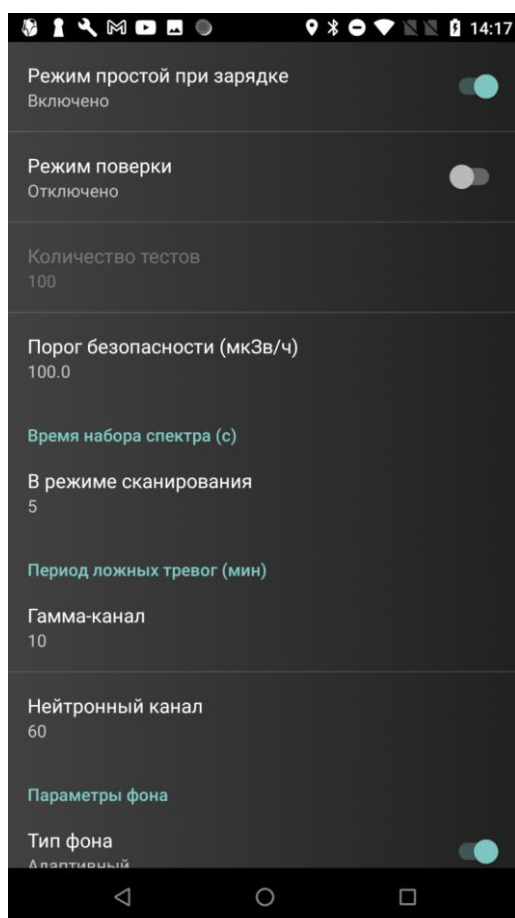 14:17
Режим простой при зарядке
Включено
Режим поверки
Отключено
Количество тестов
100
Порог безопасности (мкЗв/ч)
100.0
Время набора спектра (с)
В режиме сканирования
5
Период ложных тревог (мин)
Гамма-канал
10
Нейтронный канал
60
Параметры фона
Тип фона
Адаптивный